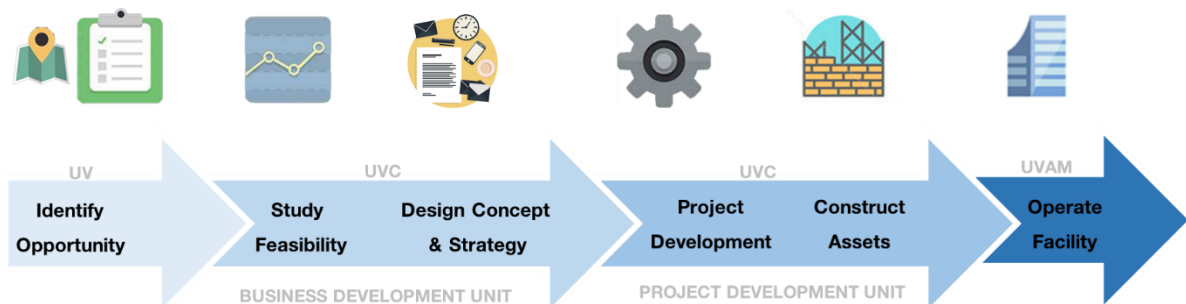 UV
Identify
Opportunity
UVC
Study
Feasibility
Design Concept
& Strategy
BUSINESS DEVELOPMENT UNIT
UVC
Project
Development
Construct
Assets
PROJECT DEVELOPMENT UNIT
UVAM
Operate
Facility